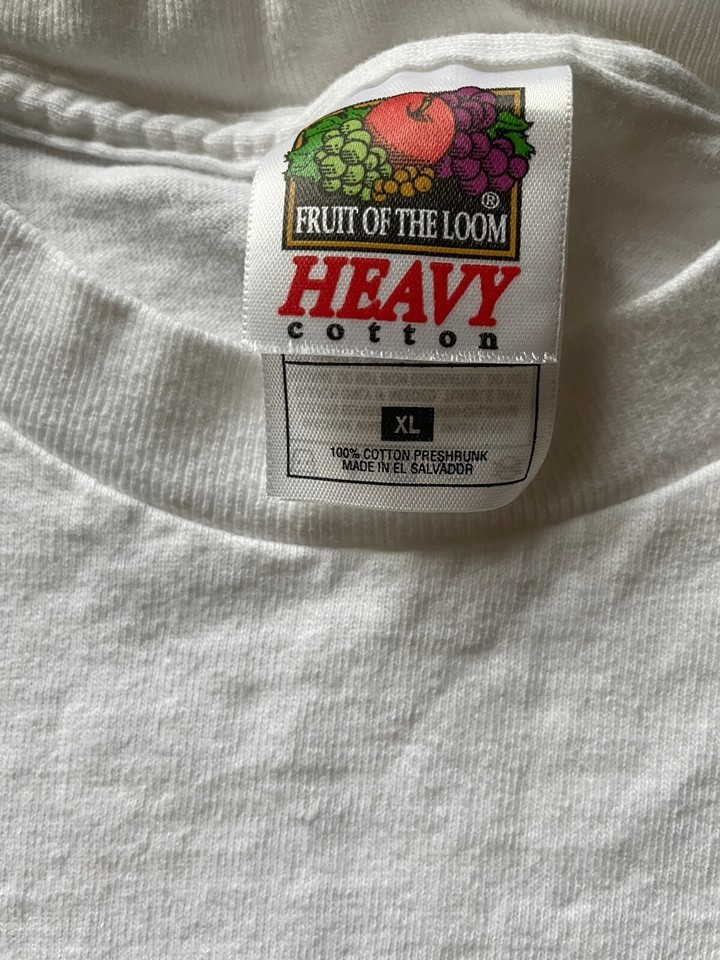 ®
FRUIT OF THE LOOM
HEAVY
cotton
XL
100% COTTON PRESHRUNK
MADE IN EL SALVADOR